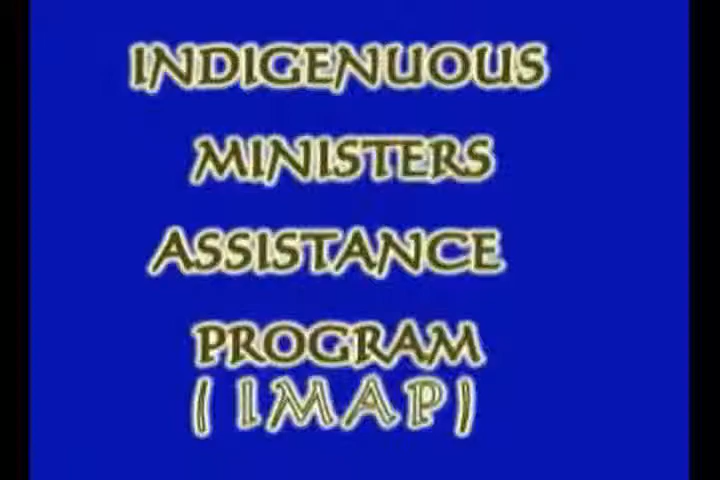 INDIGENUOUS
MINISTERS
ASSISTANCE
PROGRAM
(IMAP)